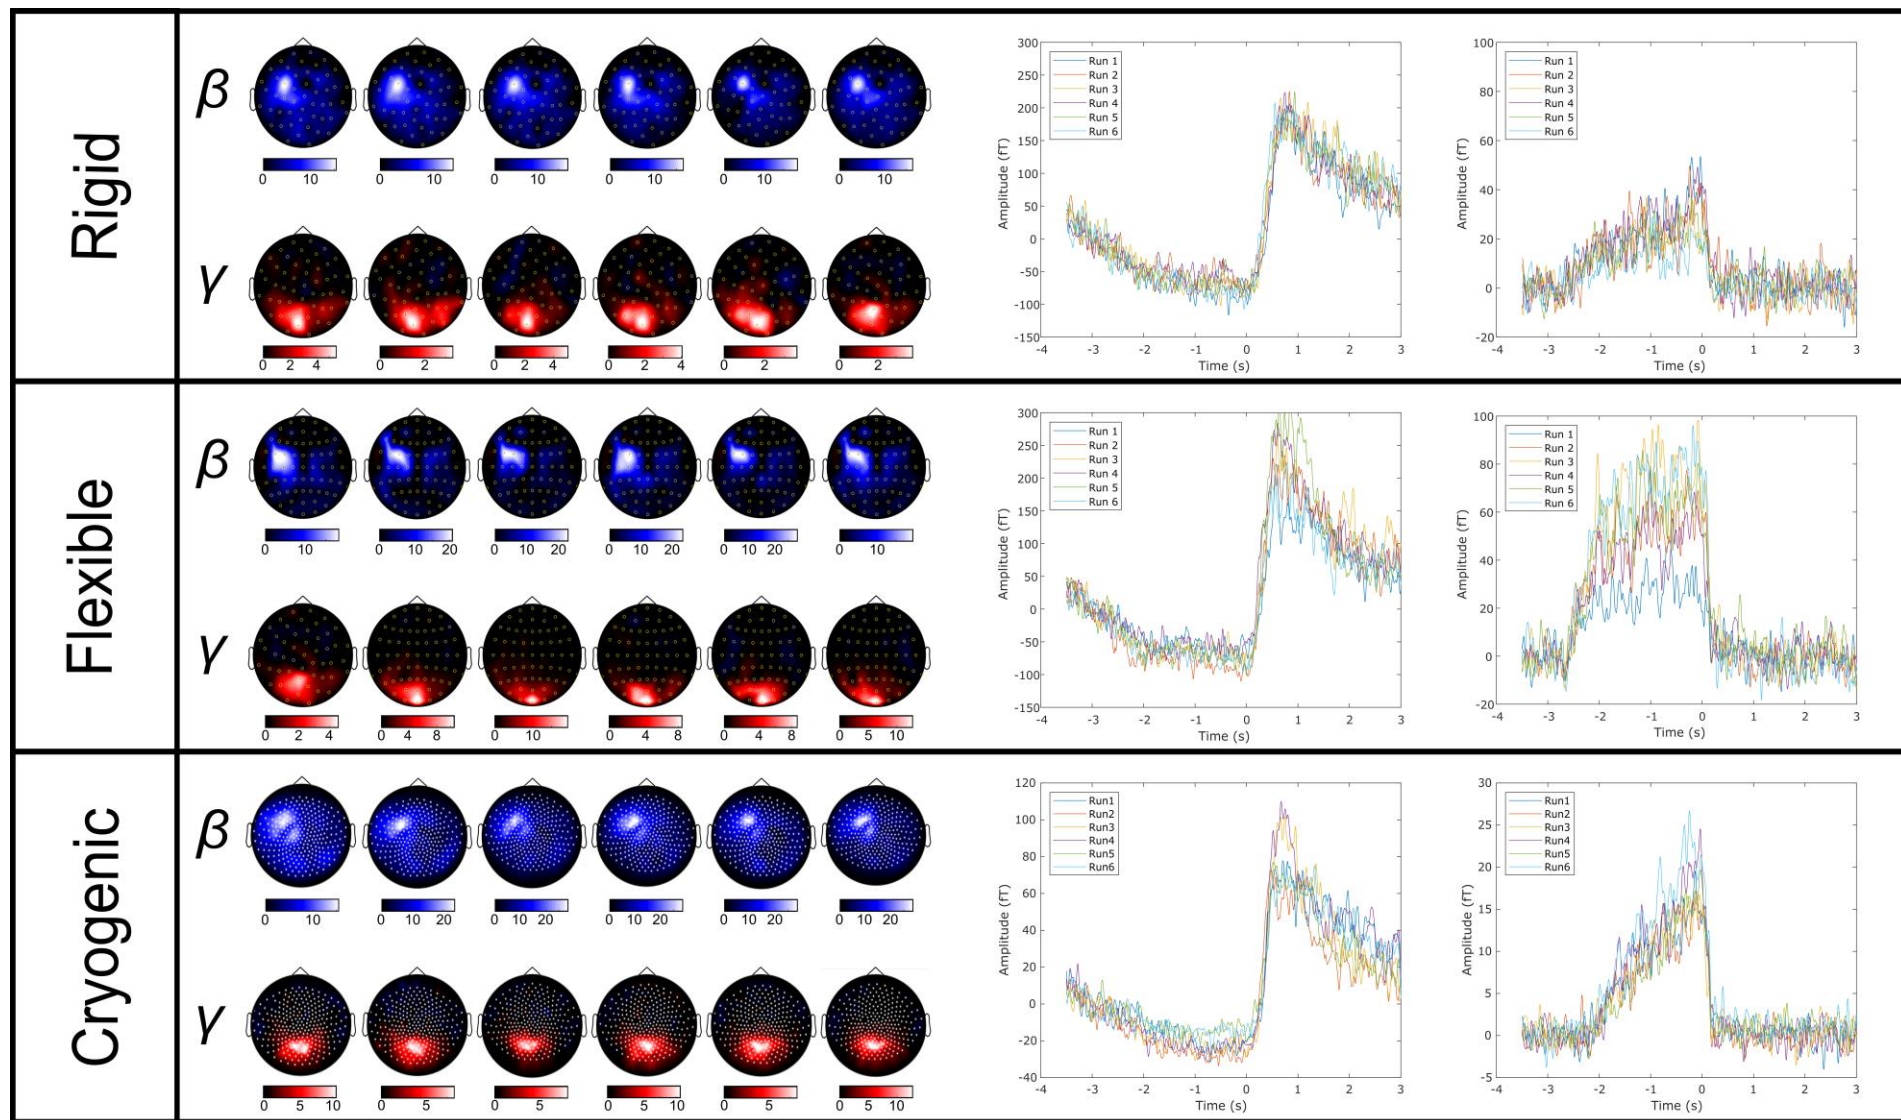 Rigid
β
0 10
0 10
0 10
0 10
0 10
0 10
γ
0 2 4
0 2
0 2 4
0 2 4
0 2
0 2
300
250
200
150
100
50
0
-50
-100
-150
-4 -3 -2 -1 0 1 2 3
Amplitude (fT)
Time (s)
Run 1
Run 2
Run 3
Run 4
Run 5
Run 6
100
80
60
40
20
0
-20
-4 -3 -2 -1 0 1 2 3
Amplitude (fT)
Time (s)
Run 1
Run 2
Run 3
Run 4
Run 5
Run 6
Flexible
β
0 10
0 10 20
0 10
0 10
0 10 20
0 10
γ
0 2 4
0 4 8
0 10
0 4 8
0 4 8
0 5 10
300
250
200
150
100
50
0
-50
-100
-150
-4 -3 -2 -1 0 1 2 3
Amplitude (fT)
Time (s)
Run 1
Run 2
Run 3
Run 4
Run 5
Run 6
100
80
60
40
20
0
-20
-4 -3 -2 -1 0 1 2 3
Amplitude (fT)
Time (s)
Run 1
Run 2
Run 3
Run 4
Run 5
Run 6
Cryogenic
β
0 10
0 10 20
0 10 20
0 10 20
0 10 20
0 10 20
γ
0 5 10
0 5
0 5
0 5 10
0 5
0 5 10
120
100
80
60
40
20
0
-20
-40
-4 -3 -2 -1 0 1 2 3
Amplitude (fT)
Time (s)
Run1
Run2
Run3
Run4
Run5
Run6
30
25
20
15
10
5
0
-5
-4 -3 -2 -1 0 1 2 3
Amplitude (fT)
Time (s)
Run1
Run2
Run3
Run4
Run5
Run6